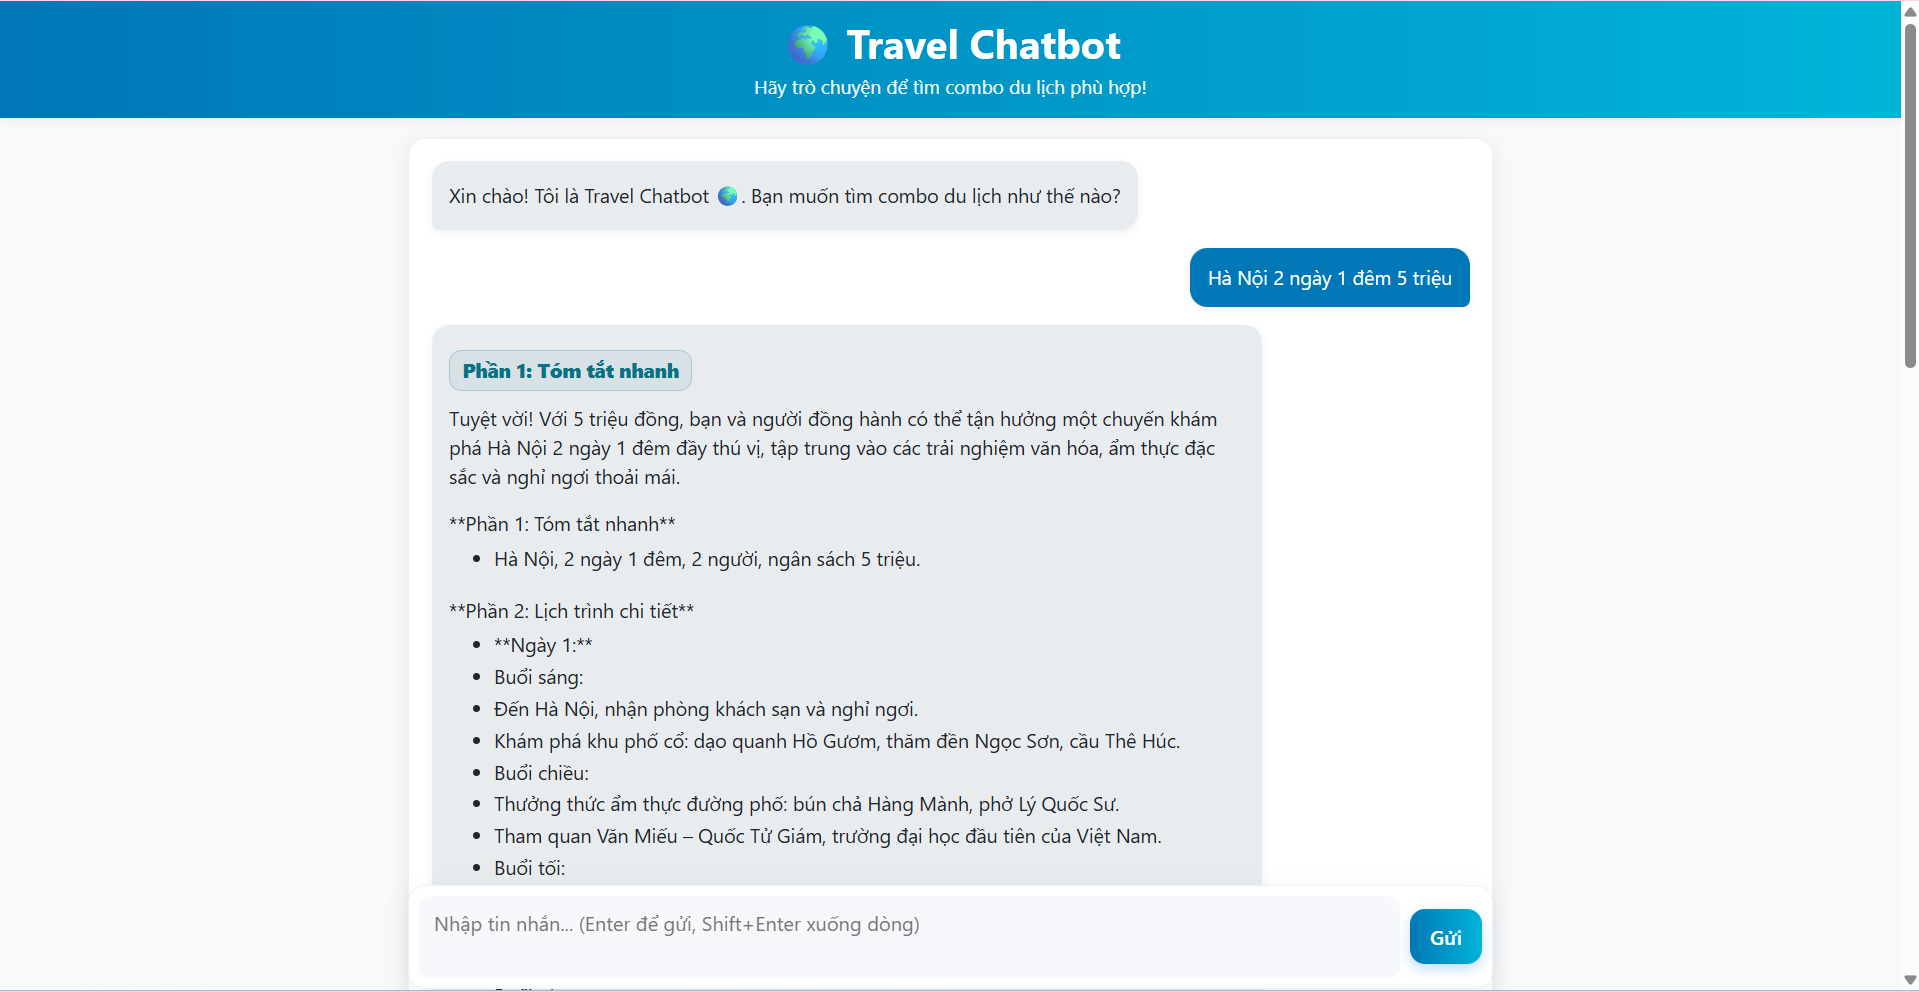 Travel Chatbot
Hãy trò chuyện để tìm combo du lịch phù hợp!
Xin chào! Tôi là Travel Chatbot 🌍. Bạn muốn tìm combo du lịch như thế nào?
Hà Nội 2 ngày 1 đêm 5 triệu
Phần 1: Tóm tắt nhanh
Tuyệt vời! Với 5 triệu đồng, bạn và người đồng hành có thể tận hưởng một chuyến khám
phá Hà Nội 2 ngày 1 đêm đầy thú vị, tập trung vào các trải nghiệm văn hóa, ẩm thực đặc
sắc và nghỉ ngơi thoải mái.
**Phần 1: Tóm tắt nhanh**
• Hà Nội, 2 ngày 1 đêm, 2 người, ngân sách 5 triệu.
**Phần 2: Lịch trình chi tiết**
• **Ngày 1:**
• Buổi sáng:
• Đến Hà Nội, nhận phòng khách sạn và nghỉ ngơi.
• Khám phá khu phố cổ: dạo quanh Hồ Gươm, thăm đền Ngọc Sơn, cầu Thê Húc.
• Buổi chiều:
• Thưởng thức ẩm thực đường phố: bún chả Hàng Mành, phở Lý Quốc Sư.
• Tham quan Văn Miếu – Quốc Tử Giám, trường đại học đầu tiên của Việt Nam.
• Buổi tối:
Nhập tin nhắn... (Enter để gửi, Shift+Enter xuống dòng)
Gửi